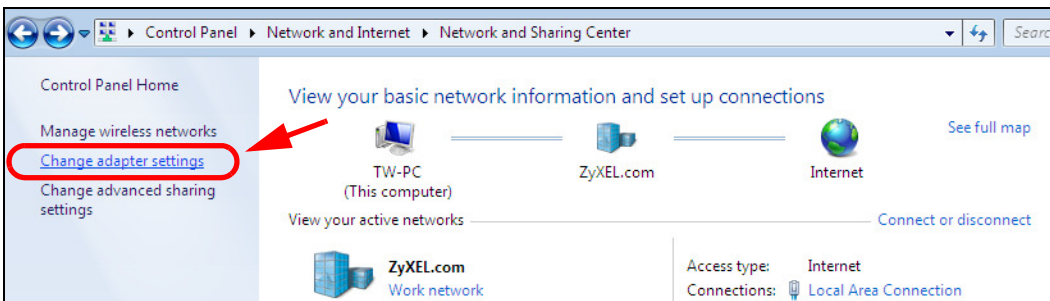 Control Panel ▸ Network and Internet ▸ Network and Sharing Center
Searc
Control Panel Home
Manage wireless networks
Change adapter settings
Change advanced sharing
settings
View your basic network information and set up connections
See full map
TW-PC
(This computer)
ZyXEL.com
Internet
View your active networks
Connect or disconnect
ZyXEL.com
Work network
Access type: Internet
Connections: Local Area Connection